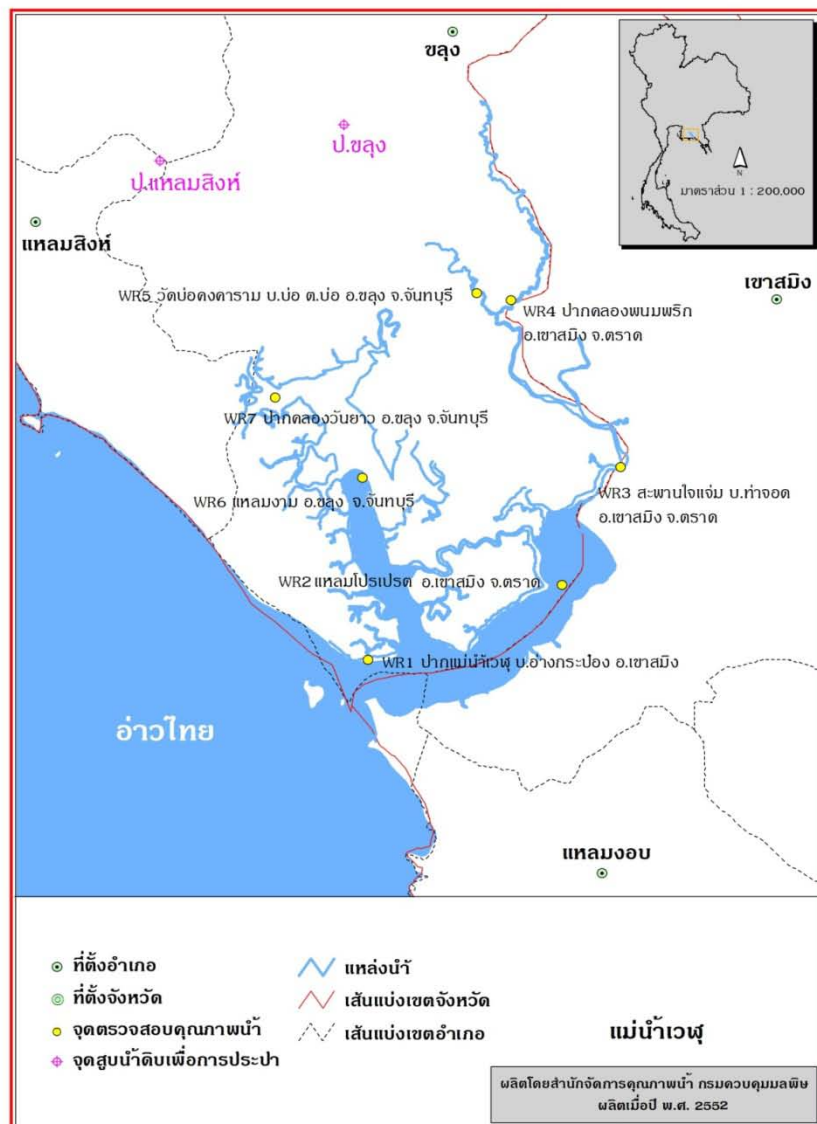 ขลุง
ป.ขลุง
ป.แหลมสิงห์
แหลมสิงห์
N
มาตราส่วน 1 : 200,000
เขาสมิง
WR5 วัดบ่อคงคาราม บ.บ่อ ต.บ่อ อ.ขลุง จ.จันทบุรี
WR4 ปากคลองพนมพริก
อ.เขาสมิง จ.ตราด
WR7 ปากคลองวันยาว อ.ขลุง จ.จันทบุรี
WR6 แหลมงาม อ.ขลุง จ.จันทบุรี
WR3 สะพานใจแจ่ม บ.ท่าจอด
อ.เขาสมิง จ.ตราด
WR2 แหลมโปรเปรต อ.เขาสมิง จ.ตราด
WR1 ปากแม่น้ำเวฬุ บ.อ่างกระป๋อง อ.เขาสมิง
อ่าวไทย
แหลมงอบ
ที่ตั้งอำเภอ
ที่ตั้งจังหวัด
จุดตรวจสอบคุณภาพน้ำ
จุดสูบน้ำดิบเพื่อการประปา
แหล่งน้ำ
เส้นแบ่งเขตจังหวัด
เส้นแบ่งเขตอำเภอ
แม่น้ำเวฬุ
ผลิตโดยสำนักจัดการคุณภาพน้ำ กรมควบคุมมลพิษ
ผลิตเมื่อปี พ.ศ. 2552